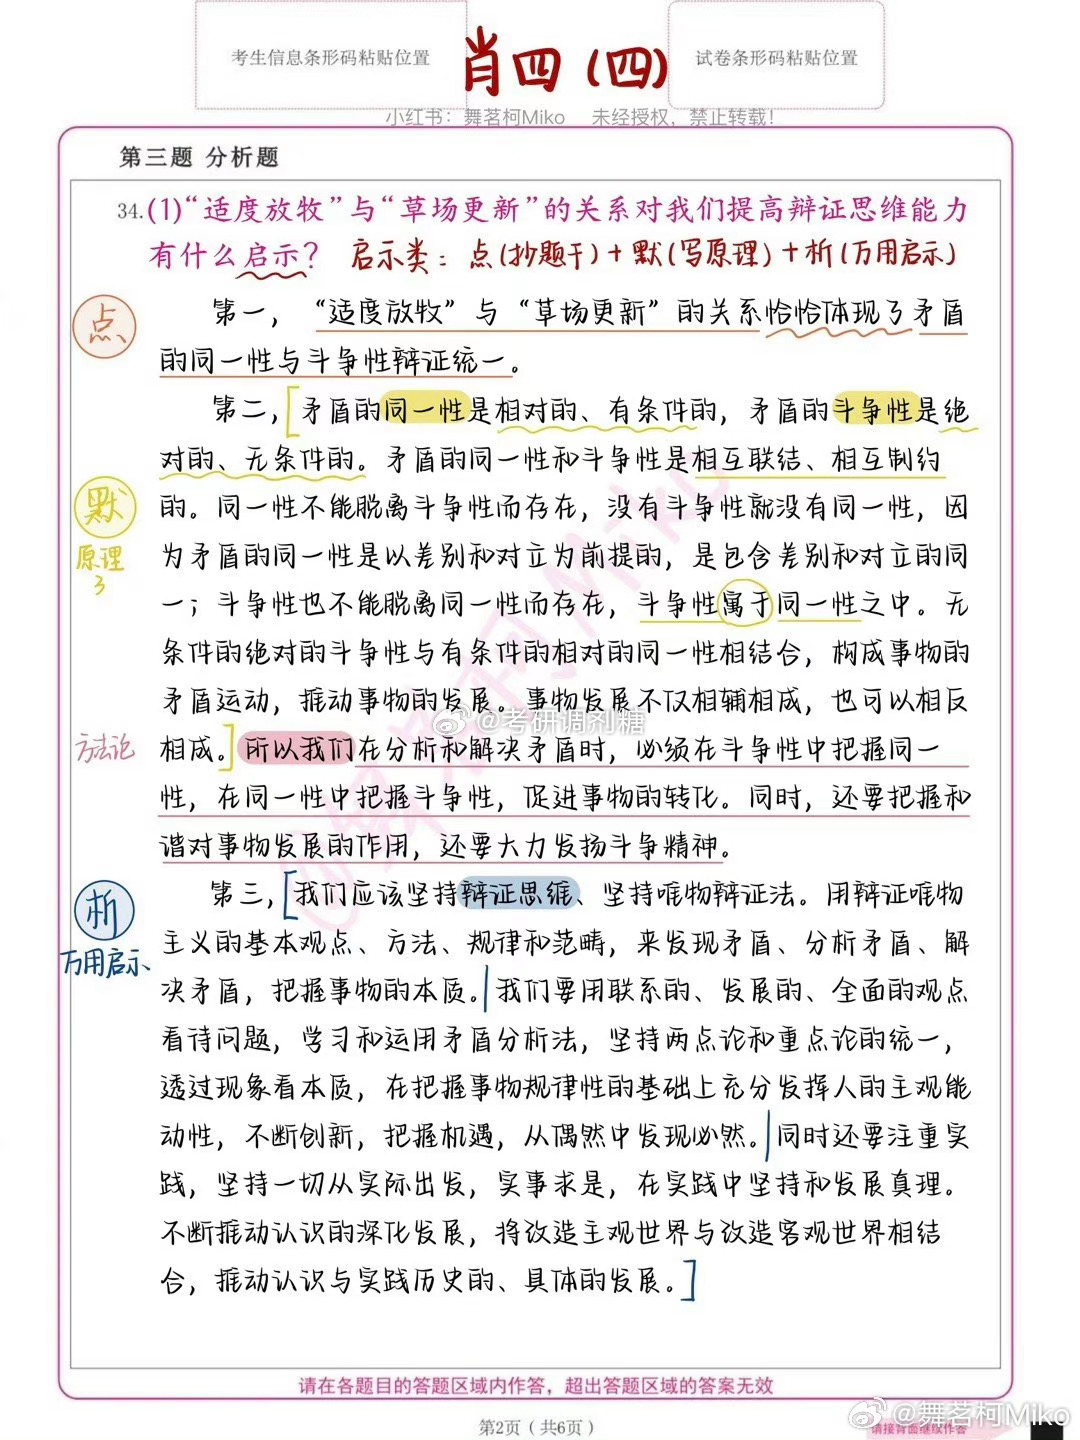 考生信息条形码粘贴位置
肖四（四）
试卷条形码粘贴位置
小红书：舞茗柯Miko 未经授权，禁止转载！
第三题 分析题
34.(1)“适度放牧”与“草场更新”的关系对我们提高辩证思维能力
有什么启示？ 启示类：点(抄题干)+默(写原理)+析(万用启示)
点
第一，“适度放牧”与“草场更新”的关系恰恰体现了矛盾
的同一性与斗争性辩证统一。
第二，[矛盾的同一性是相对的、有条件的，矛盾的斗争性是绝
对的、无条件的。矛盾的同一性和斗争性是相互联结、相互制约
默
的。同一性不能脱离斗争性而存在，没有斗争性就没有同一性，因
原理
3
为矛盾的同一性是以差别和对立为前提的，是包含差别和对立的同
一；斗争性也不能脱离同一性而存在，斗争性寓于同一性之中。无
条件的绝对的斗争性与有条件的相对的同一性相结合，构成事物的
矛盾运动，推动事物的发展。事物发展不仅相辅相成，也可以相反
@考研调剂糖
方法论
相成。]所以我们在分析和解决矛盾时，必须在斗争性中把握同一
性，在同一性中把握斗争性，促进事物的转化。同时，还要把握和
谐对事物发展的作用，还要大力发扬斗争精神。
@舞茗柯Miko
析
万用启示
第三，[我们应该坚持辩证思维、坚持唯物辩证法。用辩证唯物
主义的基本观点、方法、规律和范畴，来发现矛盾、分析矛盾、解
决矛盾，把握事物的本质。|我们要用联系的、发展的、全面的观点
看待问题，学习和运用矛盾分析法，坚持两点论和重点论的统一，
透过现象看本质，在把握事物规律性的基础上充分发挥人的主观能
动性，不断创新，把握机遇，从偶然中发现必然。|同时还要注重实
践，坚持一切从实际出发，实事求是，在实践中坚持和发展真理。
不断推动认识的深化发展，将改造主观世界与改造客观世界相结
合，推动认识与实践历史的、具体的发展。]
请在各题目的答题区域内作答，超出答题区域的答案无效
第2页（共6页）
@舞茗柯Miko
请接背面继续作答